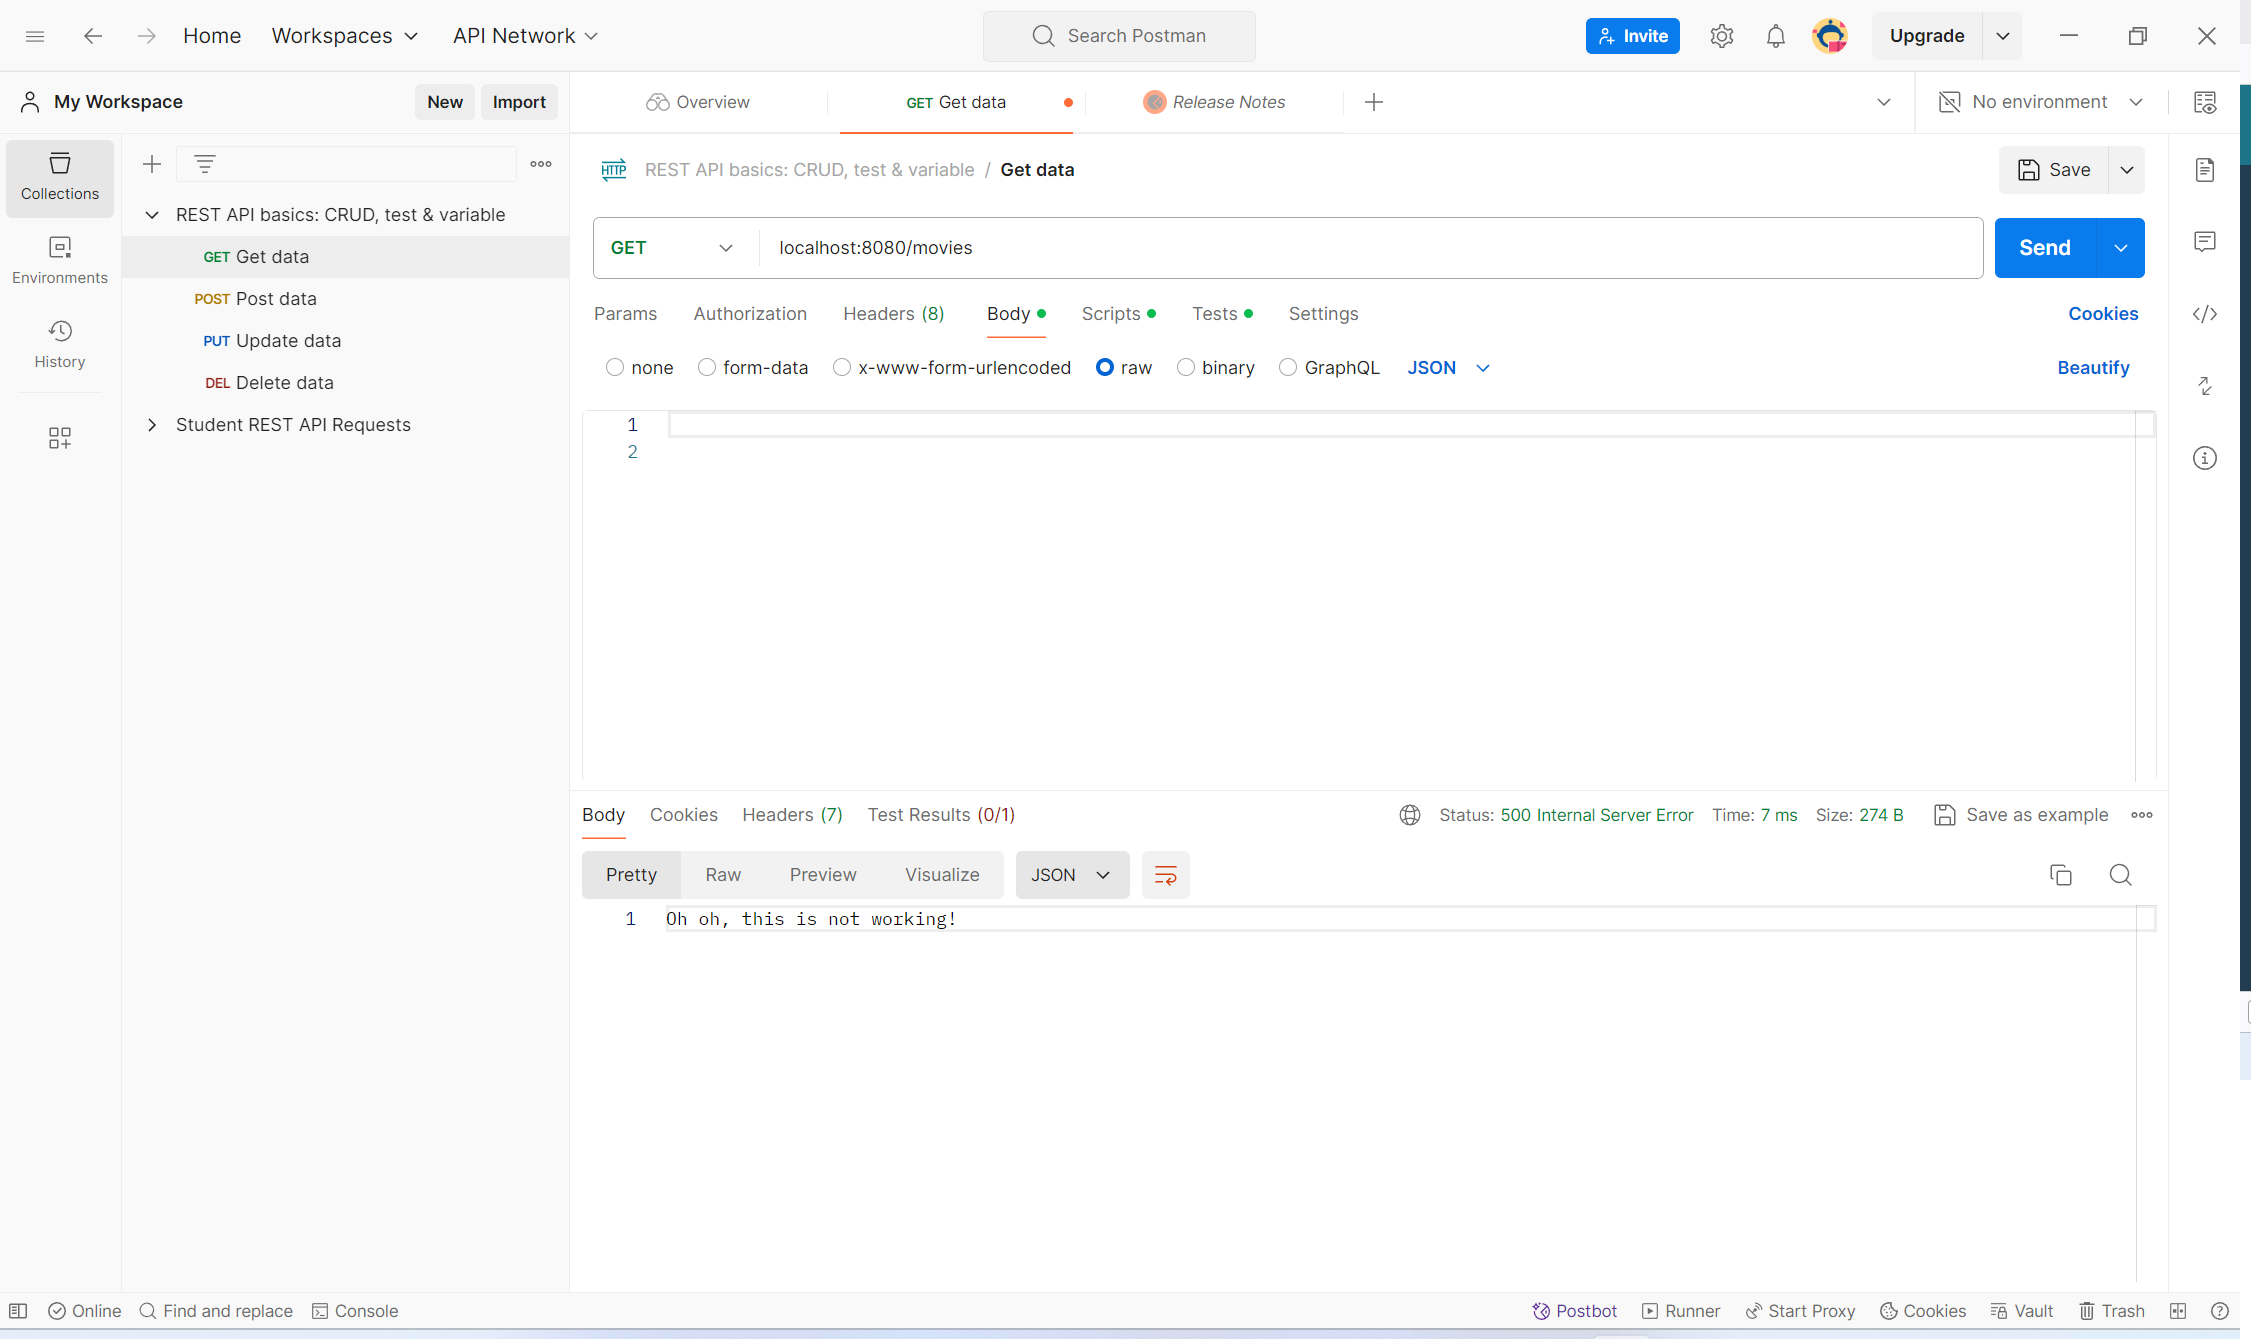 Home Workspaces API Network Search Postman Invite Upgrade
My Workspace New Import Overview GET Get data Release Notes No environment
Collections
Environments
History
REST API basics: CRUD, test & variable
GET Get data
POST Post data
PUT Update data
DEL Delete data
Student REST API Requests
HTTP REST API basics: CRUD, test & variable / Get data Save
GET localhost:8080/movies Send
Params Authorization Headers (8) Body Scripts Tests Settings Cookies
none form-data x-www-form-urlencoded raw binary GraphQL JSON Beautify
1
2
Body Cookies Headers (7) Test Results (0/1) Status: 500 Internal Server Error Time: 7 ms Size: 274 B Save as example
Pretty Raw Preview Visualize JSON
1 Oh oh, this is not working!
Online Find and replace Console Postbot Runner Start Proxy Cookies Vault Trash